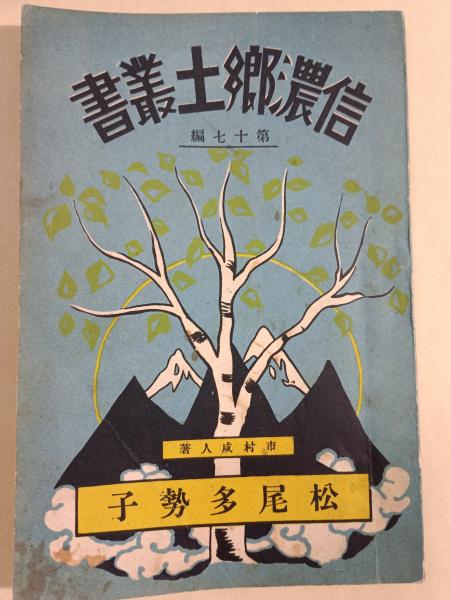 信濃郷土叢書
第十七編
市村咸人著
松尾多勢子